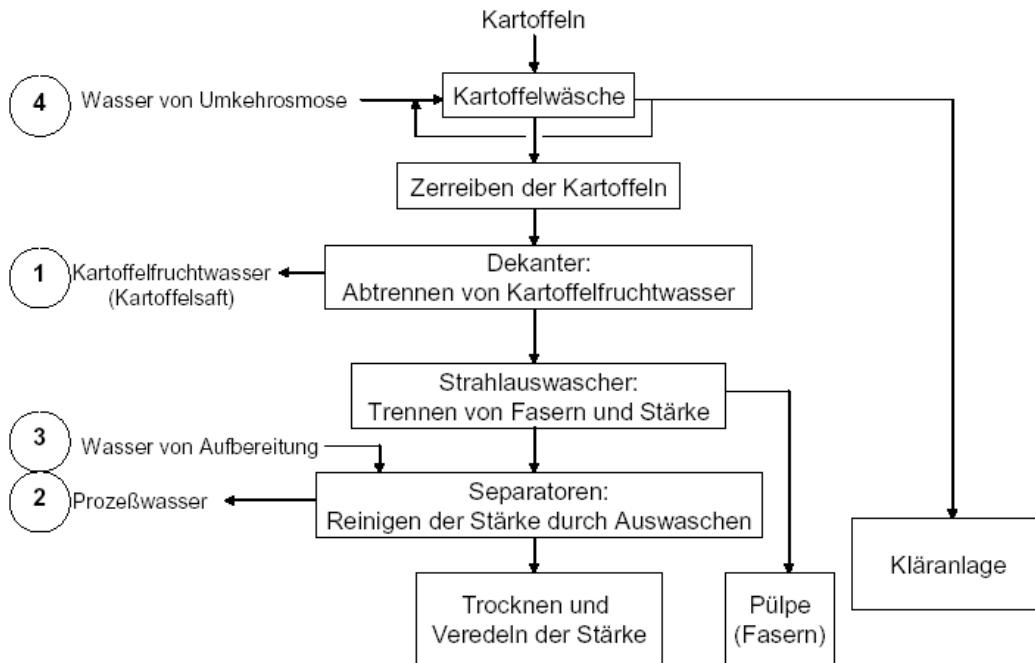 Kartoffeln
4
Wasser von Umkehrosmose
Kartoffelwäsche
Zerreiben der Kartoffeln
1
Kartoffelfruchtwasser
(Kartoffelsaft)
Dekanter:
Abtrennen von Kartoffelfruchtwasser
Strahlauswascher:
Trennen von Fasern und Stärke
3
Wasser von Aufbereitung
2
Prozeßwasser
Separatoren:
Reinigen der Stärke durch Auswaschen
Kläranlage
Trocknen und
Veredeln der Stärke
Pülpe
(Fasern)